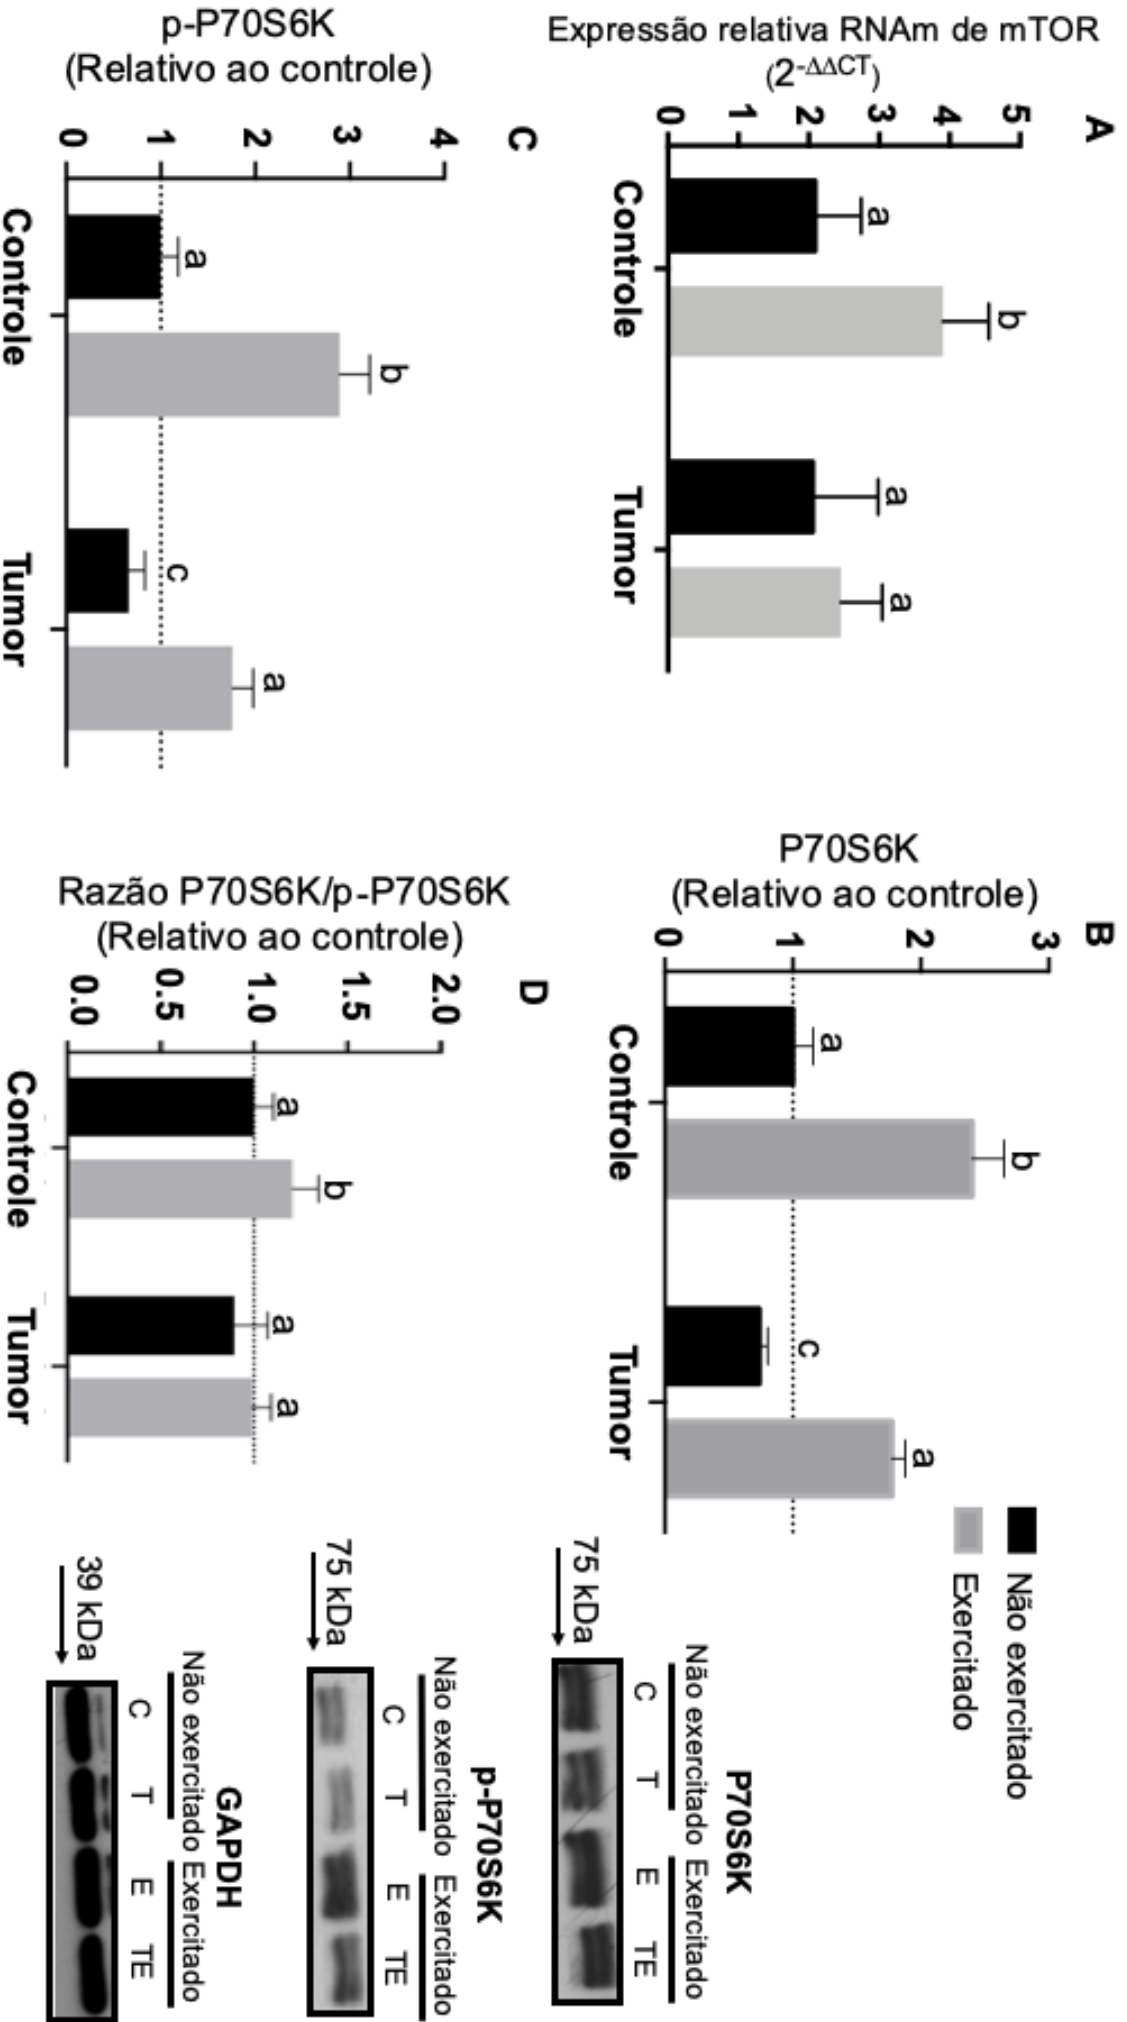 A
Expressão relativa RNAm de mTOR
(2-ΔΔCT)
5
4
3
2
1
0
a
b
a
a
Controle
Tumor
B
P70S6K
(Relativo ao controle)
3
2
1
0
a
b
c
a
Controle
Tumor
Não exercitado
Exercitado
C
p-P70S6K
(Relativo ao controle)
4
3
2
1
0
a
b
c
a
Controle
Tumor
D
Razão P70S6K/p-P70S6K
(Relativo ao controle)
2.0
1.5
1.0
0.5
0.0
a
b
a
a
Controle
Tumor
P70S6K
Não exercitado Exercitado
C T E TE
75 kDa
p-P70S6K
Não exercitado Exercitado
C T E TE
75 kDa
GAPDH
Não exercitado Exercitado
C T E TE
39 kDa